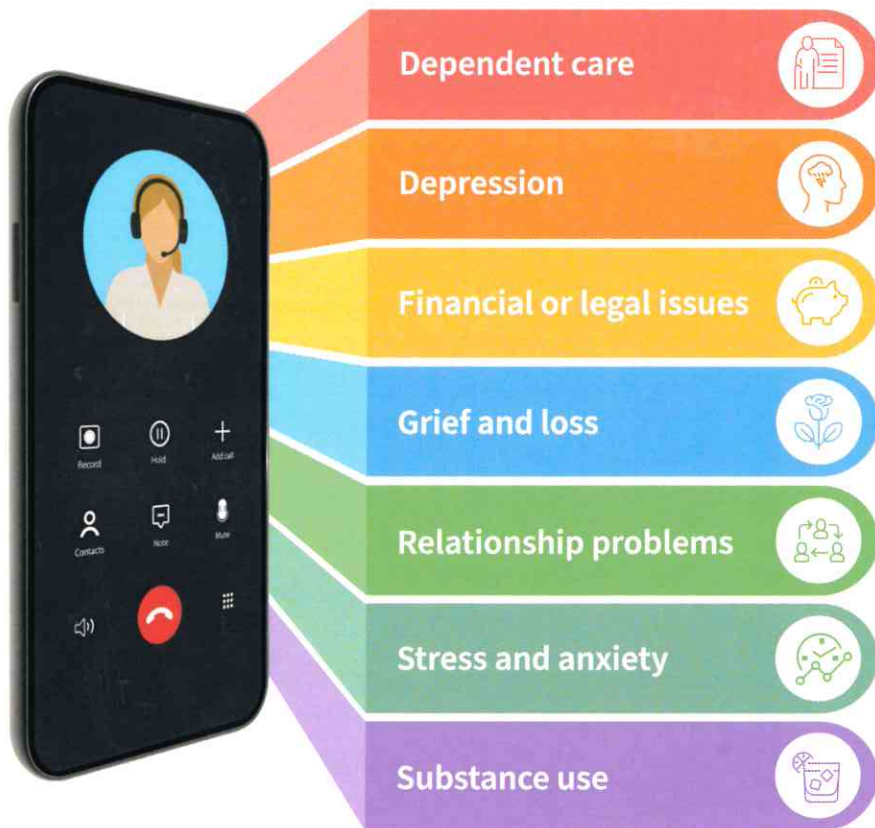 Dependent care
Depression
Financial or legal issues
Grief and loss
Relationship problems
Stress and anxiety
Substance use
Record
Hold
Add call
Contacts
Note
Mute